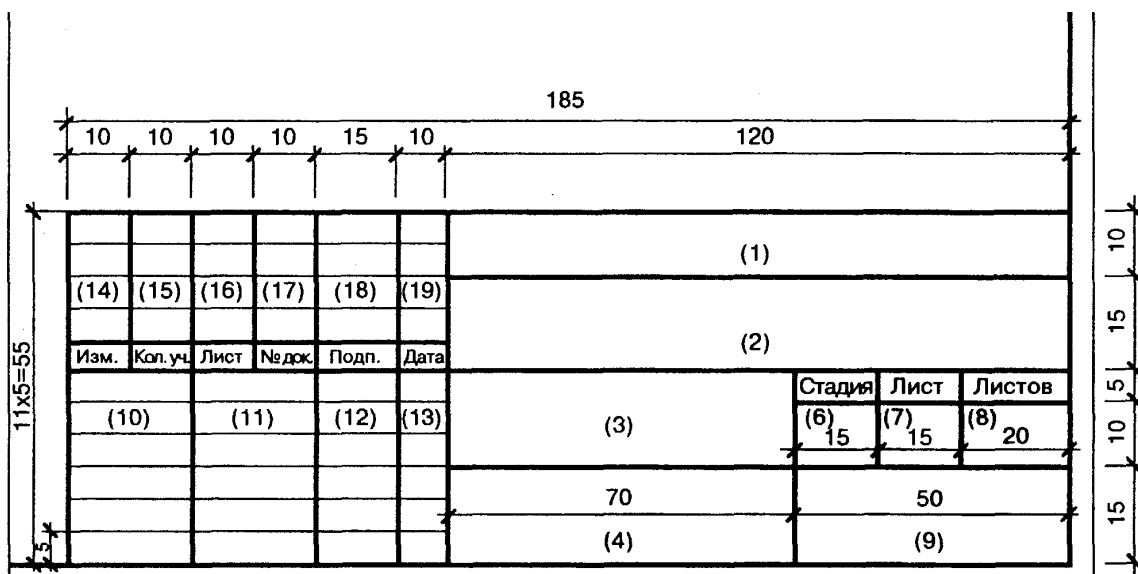 185
10 10 10 10 15 10 120
(1) 10
(14) (15) (16) (17) (18) (19)
(2) 15
Изм. Кол. уч. Лист №док. Подп. Дата
11x5=55
Стадия Лист Листов 5
(10) (11) (12) (13) (3) (6) (7) (8) 10
15 15 20
70 50
15
5 (4) (9)